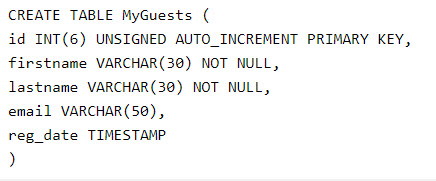 CREATE TABLE MyGuests (
id INT(6) UNSIGNED AUTO_INCREMENT PRIMARY KEY,
firstname VARCHAR(30) NOT NULL,
lastname VARCHAR(30) NOT NULL,
email VARCHAR(50),
reg_date TIMESTAMP
)